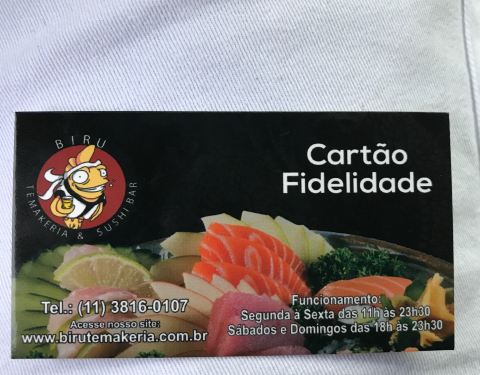 BIRU
TEMAKERIA & SUSHI BAR
Cartão
Fidelidade
Tel.: (11) 3816-0107
Acesse nosso site:
www.birutemakeria.com.br
Funcionamento:
Segunda à Sexta das 11h às 23h30
Sábados e Domingos das 18h às 23h30